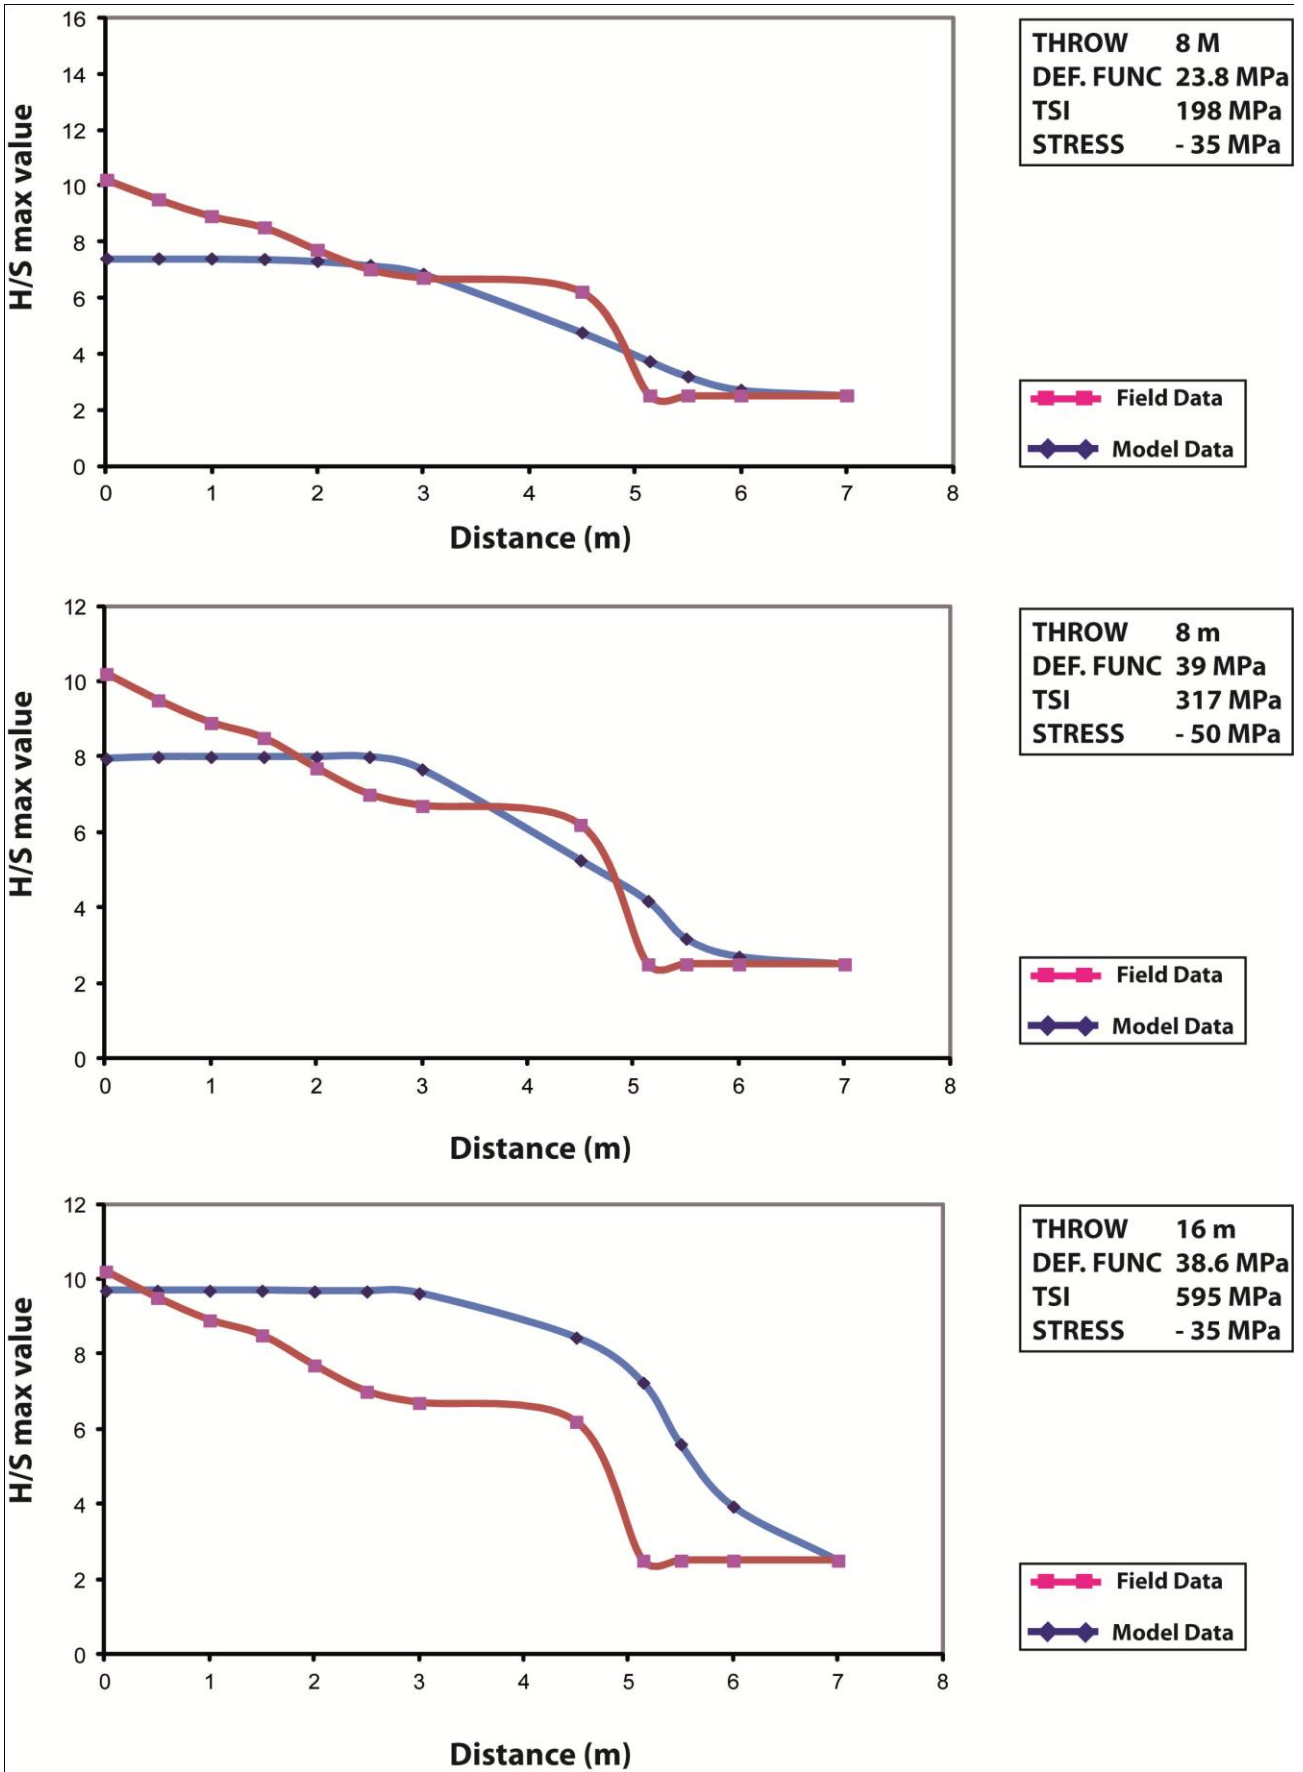 16
14
12
10
8
6
4
2
0
0 1 2 3 4 5 6 7 8
H/S max value
Distance (m)
THROW 8 M
DEF. FUNC 23.8 MPa
TSI 198 MPa
STRESS - 35 MPa
Field Data
Model Data
12
10
8
6
4
2
0
0 1 2 3 4 5 6 7 8
H/S max value
Distance (m)
THROW 8 m
DEF. FUNC 39 MPa
TSI 317 MPa
STRESS - 50 MPa
Field Data
Model Data
12
10
8
6
4
2
0
0 1 2 3 4 5 6 7 8
H/S max value
Distance (m)
THROW 16 m
DEF. FUNC 38.6 MPa
TSI 595 MPa
STRESS - 35 MPa
Field Data
Model Data